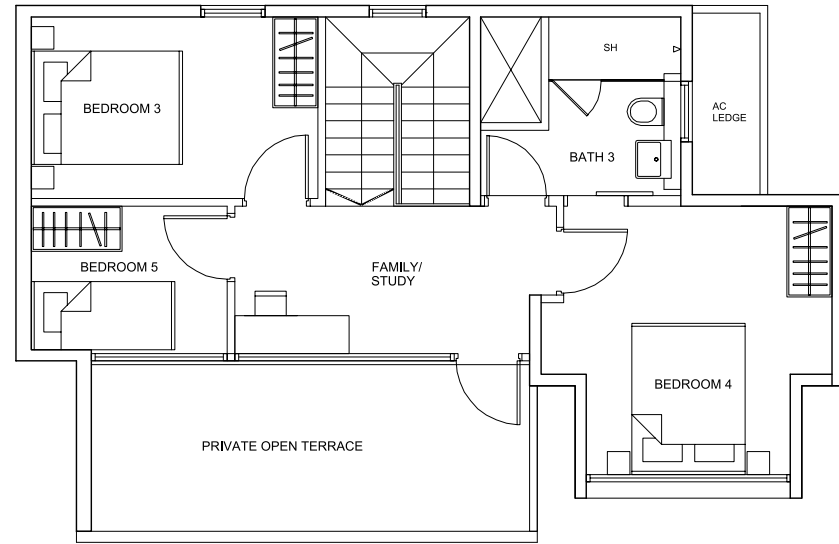 SH
BEDROOM 3
AC
LEDGE
BATH 3
BEDROOM 5
FAMILY/
STUDY
BEDROOM 4
PRIVATE OPEN TERRACE